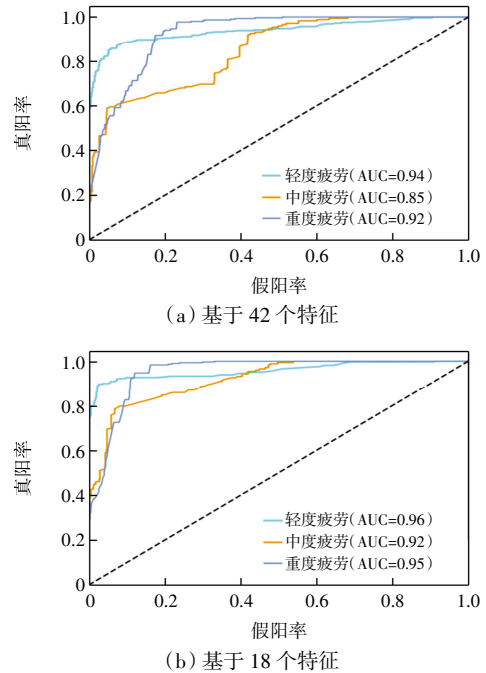 1.0
0.8
0.6
0.4
0.2
0
真阳率
轻度疲劳(AUC=0.94)
中度疲劳(AUC=0.85)
重度疲劳(AUC=0.92)
0 0.2 0.4 0.6 0.8 1.0
假阳率
(a)基于 42 个特征
1.0
0.8
0.6
0.4
0.2
0
真阳率
轻度疲劳(AUC=0.96)
中度疲劳(AUC=0.92)
重度疲劳(AUC=0.95)
0 0.2 0.4 0.6 0.8 1.0
假阳率
(b)基于 18 个特征